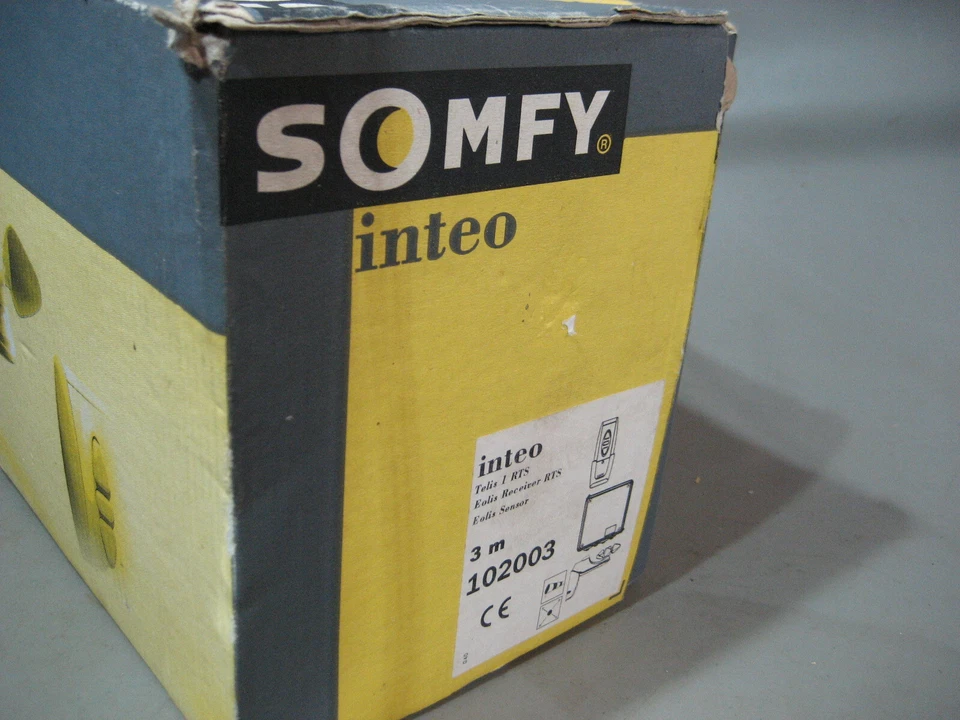 SOMFY®
inteo
inteo
Telis 1 RTS
Eolis Receiver RTS
Eolis Sensor
3 m
102003
CE